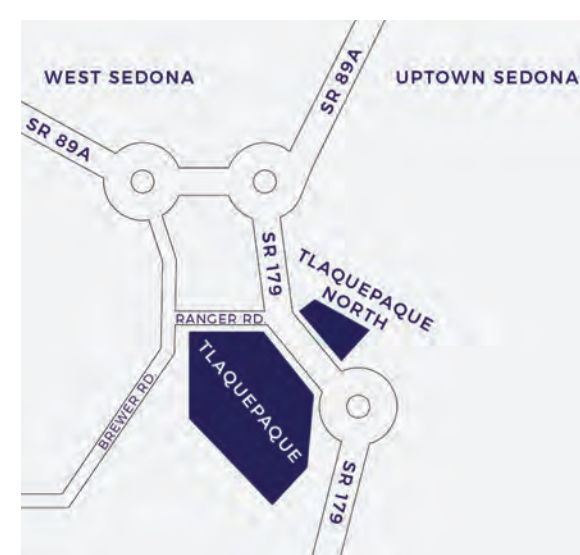 WEST SEDONA
UPTOWN SEDONA
SR 89A
SR 89A
SR 179
TLAQUEPAQUE
NORTH
RANGER RD.
TLAQUEPAQUE
BREWER RD.
SR 179